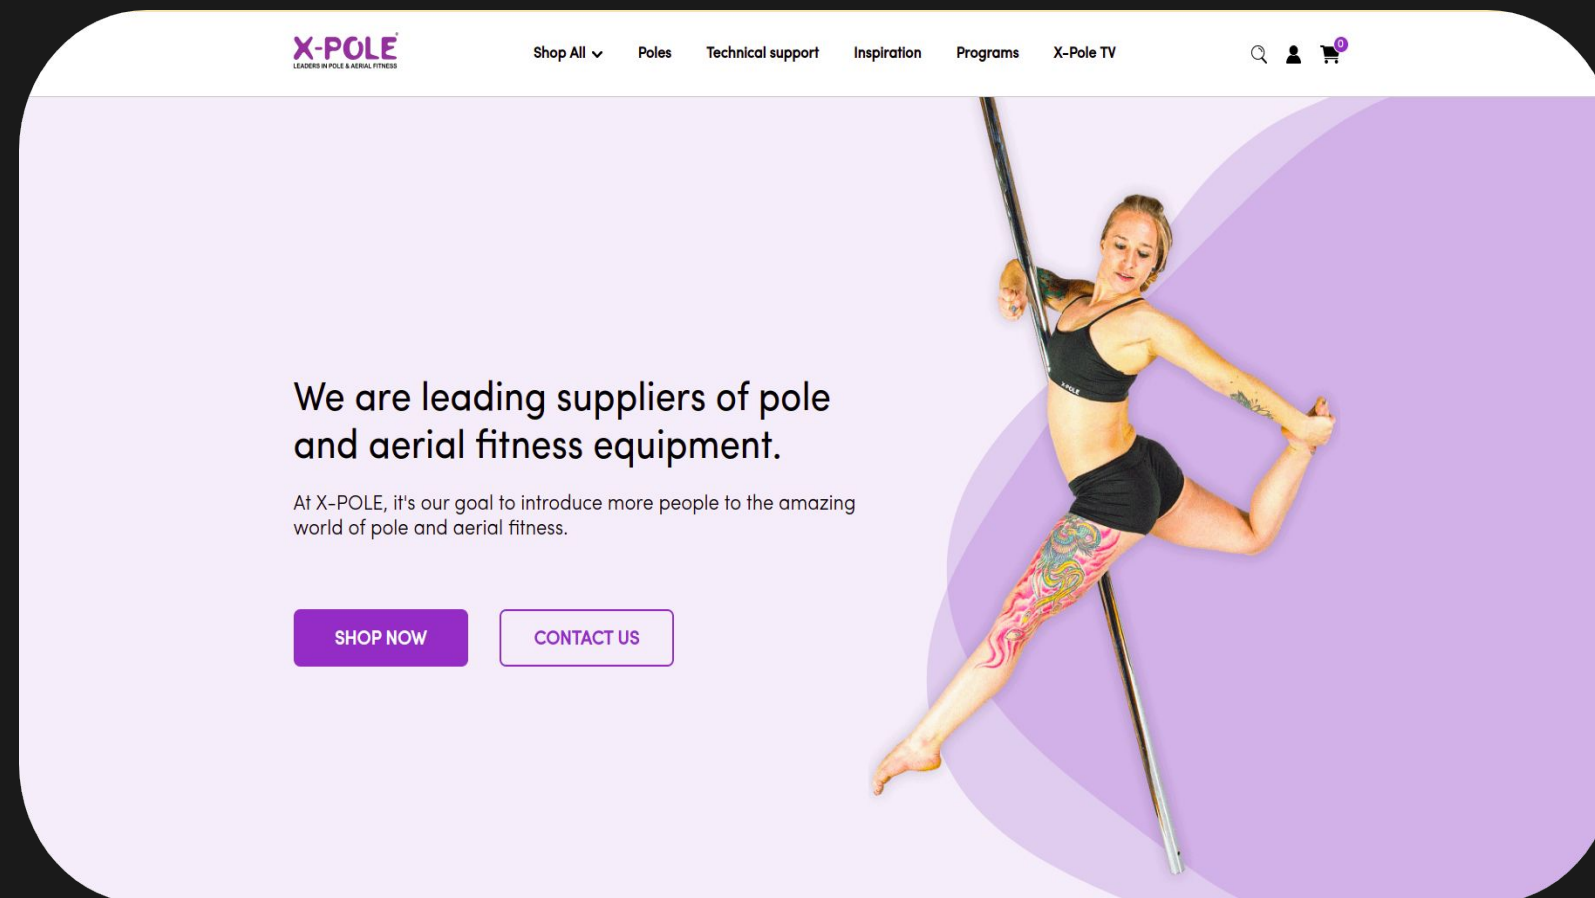 X-POLE
LEADERS IN POLE & AERIAL FITNESS
Shop All
Poles
Technical support
Inspiration
Programs
X-Pole TV
0
We are leading suppliers of pole
and aerial fitness equipment.
At X-POLE, it's our goal to introduce more people to the amazing
world of pole and aerial fitness.
SHOP NOW
CONTACT US
X-POLE